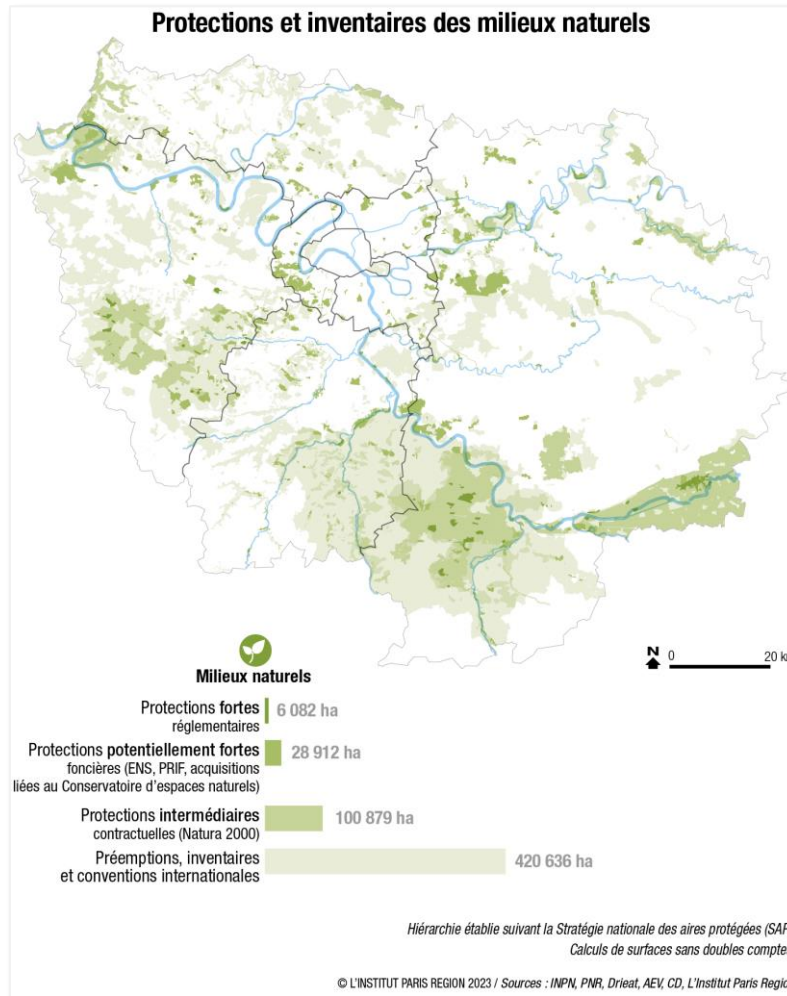 Protections et inventaires des milieux naturels
N 0 20 k
Milieux naturels
Protections fortes
réglementaires
6 082 ha
Protections potentiellement fortes
foncières (ENS, PRIF, acquisitions
liées au Conservatoire d'espaces naturels)
28 912 ha
Protections intermédiaires
contractuelles (Natura 2000)
100 879 ha
Préemptions, inventaires
et conventions internationales
420 636 ha
Hiérarchie établie suivant la Stratégie nationale des aires protégées (SAP
Calculs de surfaces sans doubles compte
© L'INSTITUT PARIS REGION 2023 / Sources : INPN, PNR, Drieat, AEV, CD, L'Institut Paris Regio